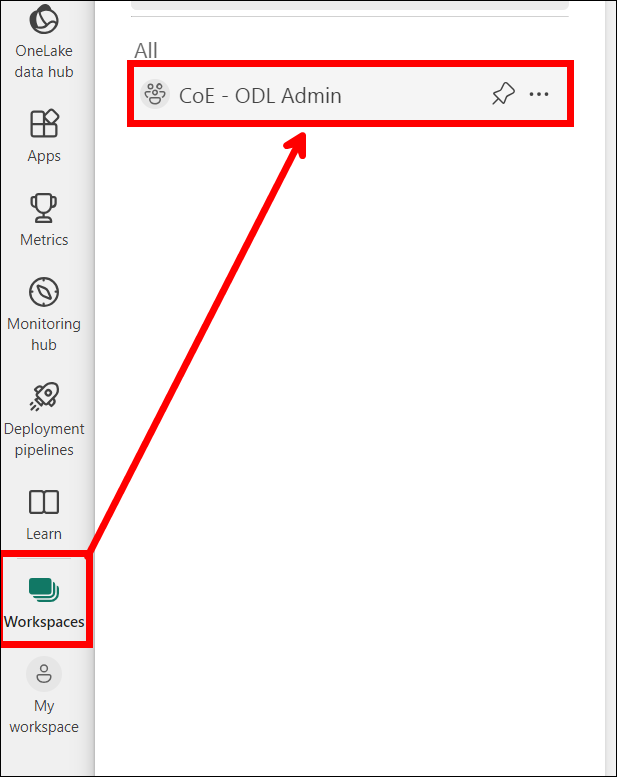 OneLake
data hub
Apps
Metrics
Monitoring
hub
Deployment
pipelines
Learn
Workspaces
My
workspace
All
CoE - ODL Admin